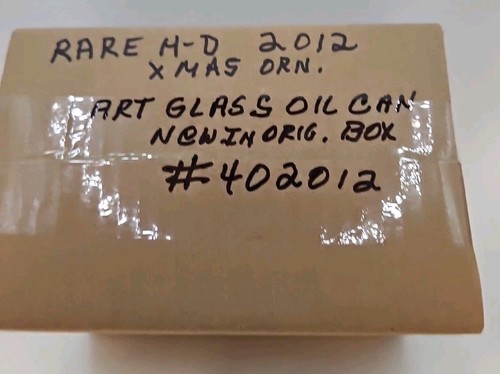 RARE H-D 2012
XMAS ORN.
ART GLASS OIL CAN
NEW IN ORIG. BOX
#402012